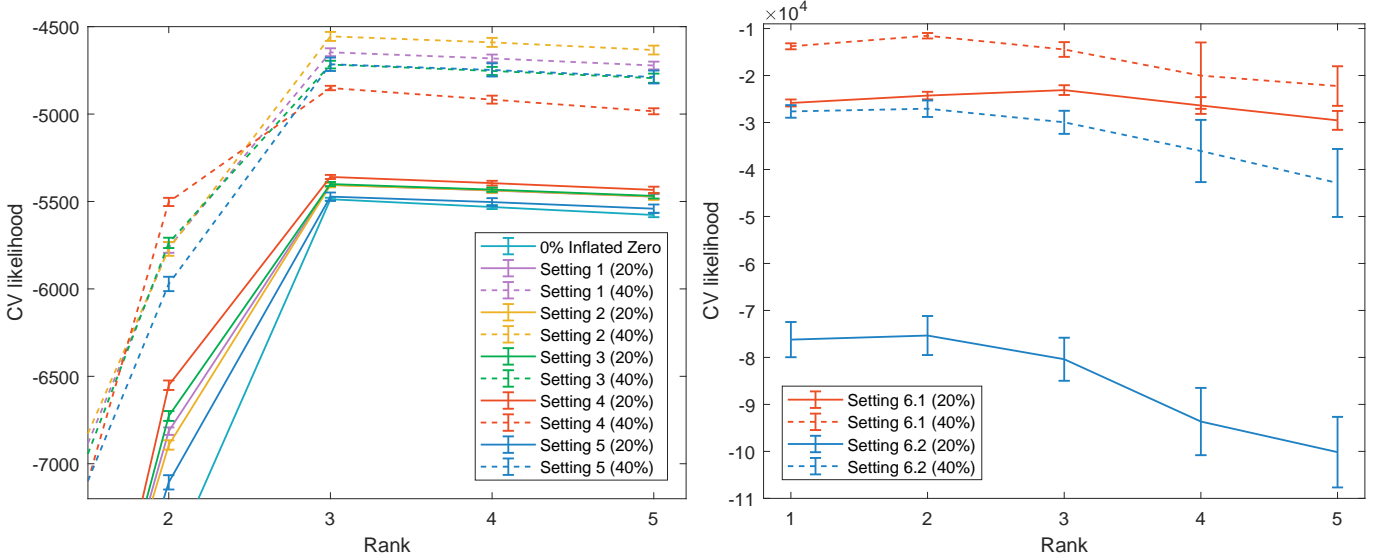 -4500
-5000
-5500
-6000
-6500
-7000
CV likelihood
2
3
4
5
Rank
0% Inflated Zero
Setting 1 (20%)
Setting 1 (40%)
Setting 2 (20%)
Setting 2 (40%)
Setting 3 (20%)
Setting 3 (40%)
Setting 4 (20%)
Setting 4 (40%)
Setting 5 (20%)
Setting 5 (40%)
×10⁴
-1
-2
-3
-4
-5
-6
-7
-8
-9
-10
-11
CV likelihood
1
2
3
4
5
Rank
Setting 6.1 (20%)
Setting 6.1 (40%)
Setting 6.2 (20%)
Setting 6.2 (40%)